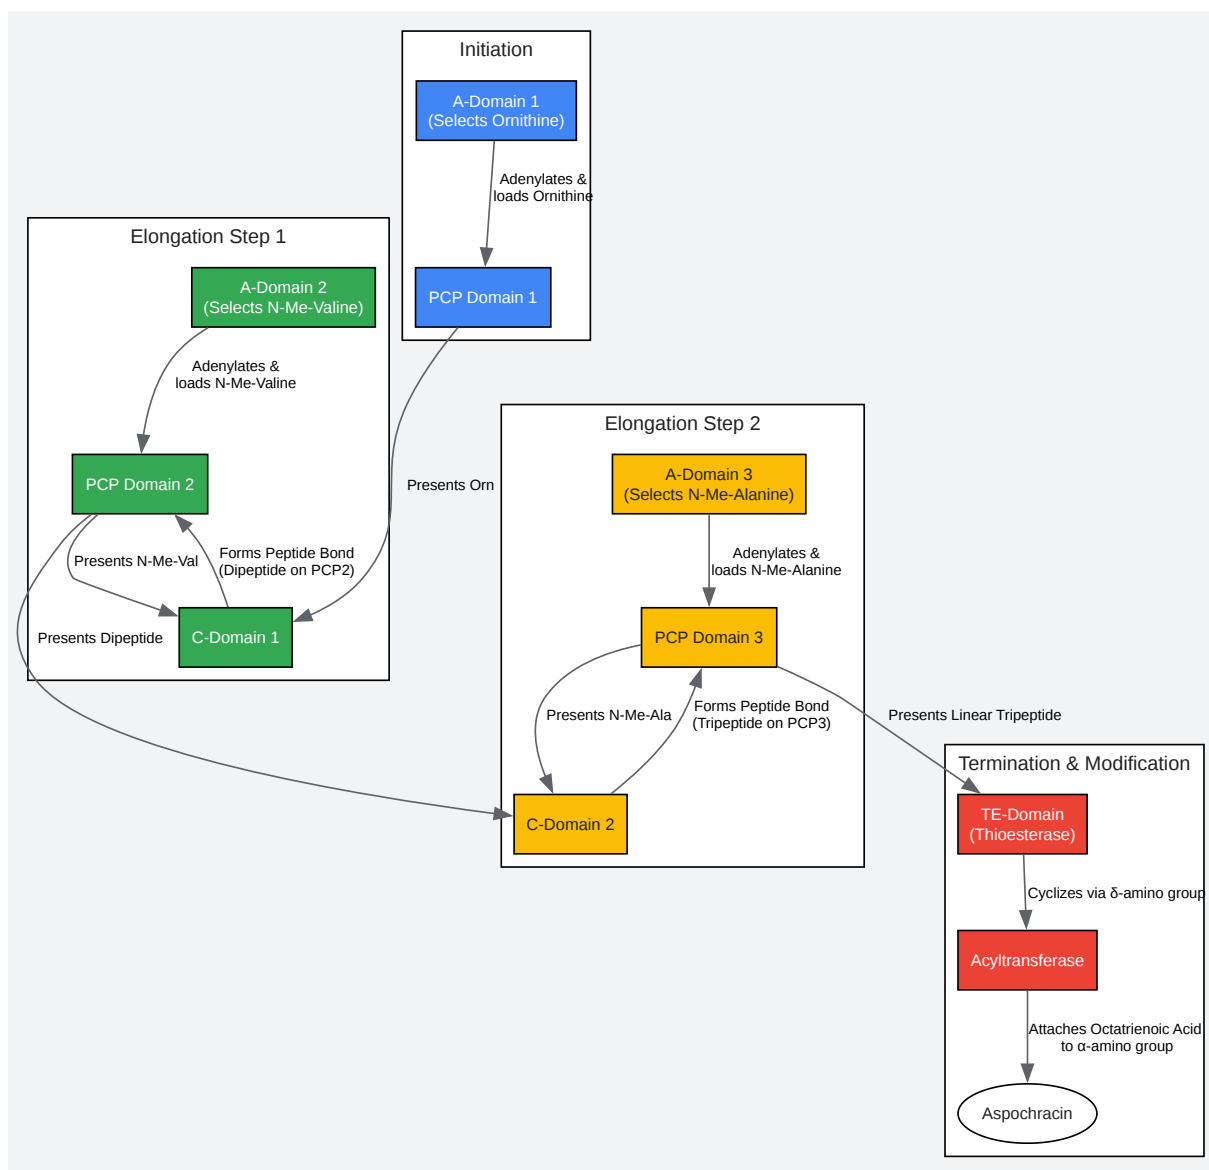 Initiation
A-Domain 1
(Selects Ornithine)
Adenylates &
loads Ornithine
PCP Domain 1
Elongation Step 1
A-Domain 2
(Selects N-Me-Valine)
Adenylates &
loads N-Me-Valine
PCP Domain 2
Presents N-Me-Val
Forms Peptide Bond
(Dipeptide on PCP2)
Presents Dipeptide
C-Domain 1
Presents Orn
Elongation Step 2
A-Domain 3
(Selects N-Me-Alanine)
Adenylates &
loads N-Me-Alanine
PCP Domain 3
Presents N-Me-Ala
Forms Peptide Bond
(Tripeptide on PCP3)
C-Domain 2
Presents Linear Tripeptide
Termination & Modification
TE-Domain
(Thioesterase)
Cyclizes via δ-amino group
Acyltransferase
Attaches Octatrienoic Acid
to α-amino group
Aspochracin